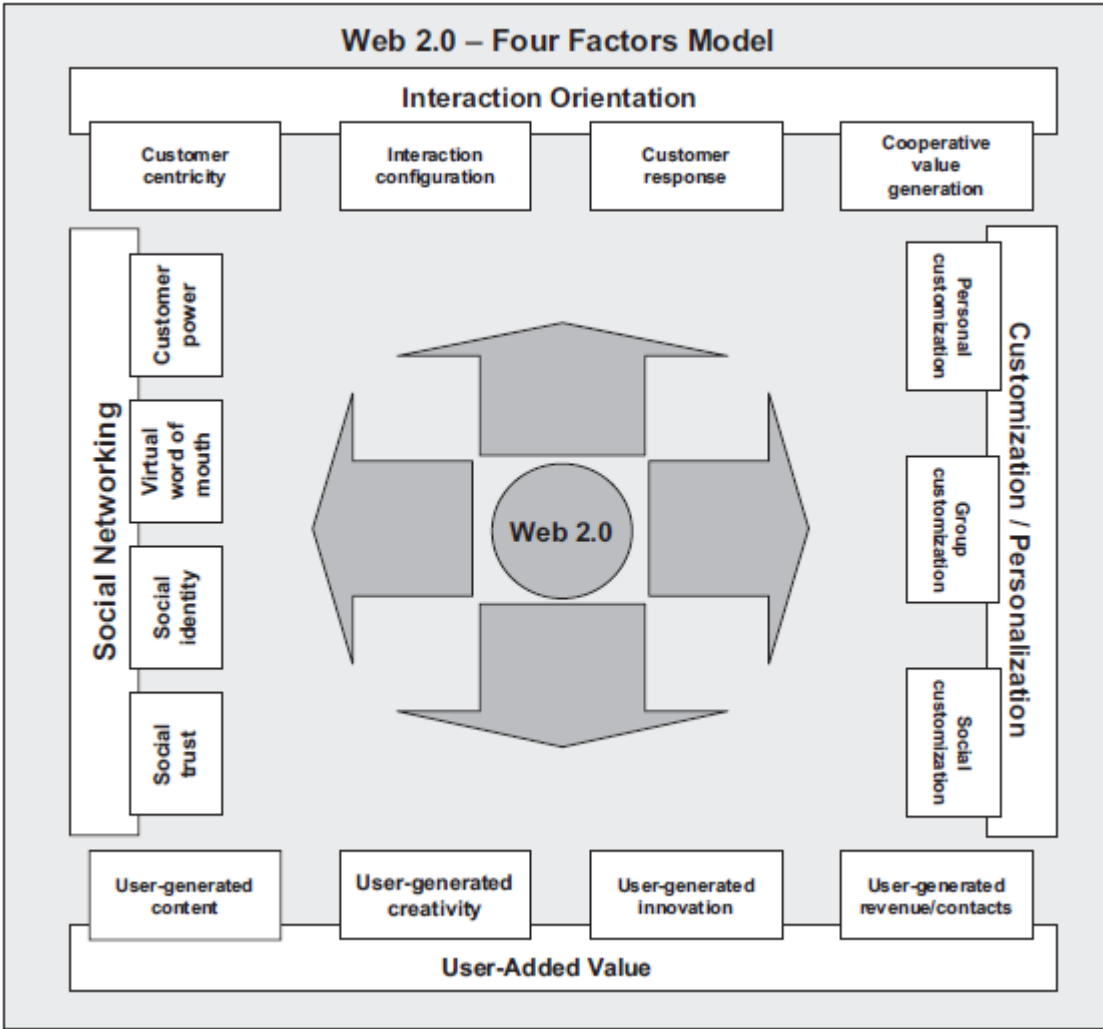 Web 2.0 – Four Factors Model
Interaction Orientation
Customer
centricity
Interaction
configuration
Customer
response
Cooperative
value
generation
Social Networking
Customer
power
Virtual
word of
mouth
Social
identity
Social
trust
Web 2.0
Personal
customization
Group
customization
Social
customization
Customization / Personalization
User-generated
content
User-generated
creativity
User-generated
innovation
User-generated
revenue/contacts
User-Added Value